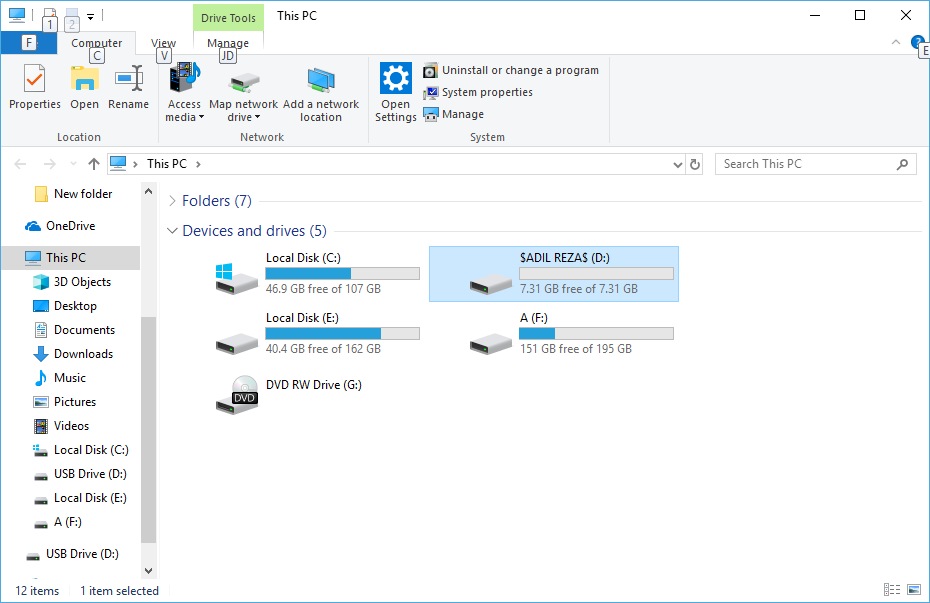 Drive Tools
This PC
1
2
F
Computer
View
Manage
C
V
JD
E
Properties
Open
Rename
Access media
Map network drive
Add a network location
Open Settings
Uninstall or change a program
System properties
Manage
Location
Network
System
This PC
Search This PC
New folder
OneDrive
This PC
3D Objects
Desktop
Documents
Downloads
Music
Pictures
Videos
Local Disk (C:)
USB Drive (D:)
Local Disk (E:)
A (F:)
USB Drive (D:)
Folders (7)
Devices and drives (5)
Local Disk (C:)
46.9 GB free of 107 GB
$ADIL REZA$ (D:)
7.31 GB free of 7.31 GB
Local Disk (E:)
40.4 GB free of 162 GB
A (F:)
151 GB free of 195 GB
DVD RW Drive (G:)
DVD
12 items
1 item selected